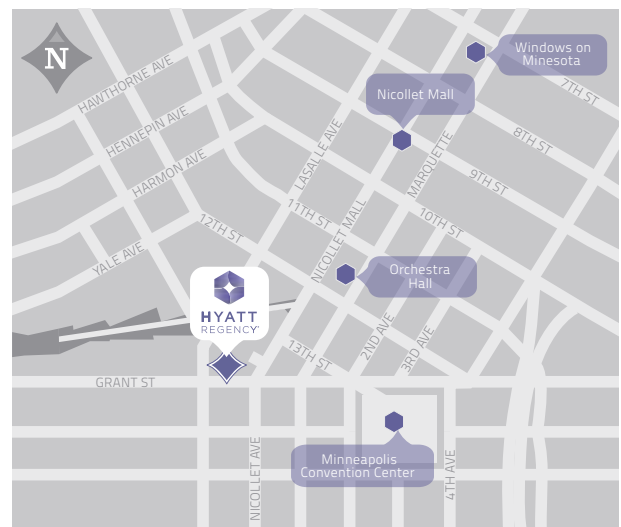 N
Windows on
Minesota
Nicollet Mall
7TH ST
HAWTHORNE AVE
HENNEPIN AVE
HARMON AVE
YALE AVE
LASALLE AVE
MARQUETTE
8TH ST
9TH ST
10TH ST
11TH ST
12TH ST
NICOLLET MALL
Orchestra
Hall
HYATT
REGENCY
2ND AVE
3RD AVE
13TH ST
GRANT ST
Minneapolis
Convention Center
NICOLLET AVE
4TH AVE